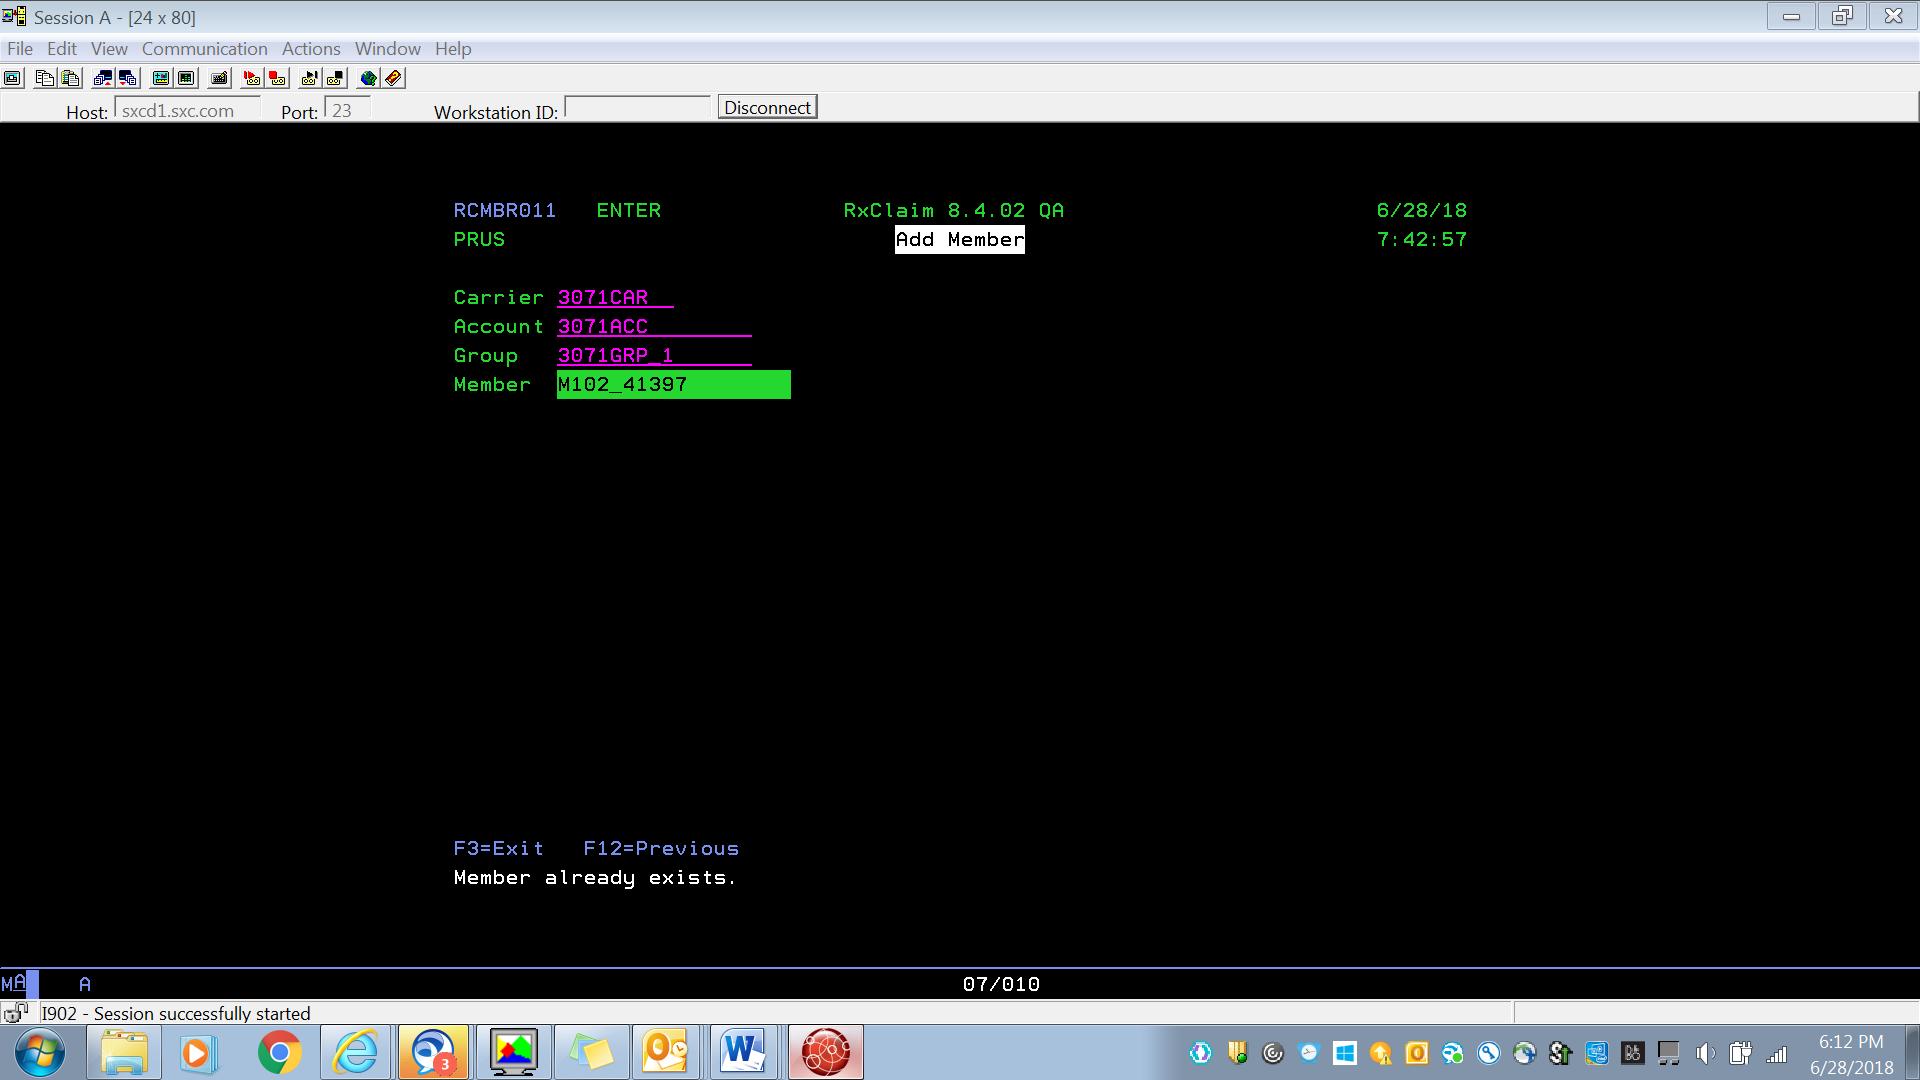 Session A - [24 x 80]
File Edit View Communication Actions Window Help
Host: sxcd1.sxc.com Port: 23 Workstation ID: Disconnect
RCMBR011 ENTER RxClaim 8.4.02 QA 6/28/18
PRUS Add Member 7:42:57
Carrier 3071CAR
Account 3071ACC
Group 3071GRP_1
Member M102_41397
F3=Exit F12=Previous
Member already exists.
MA A 07/010
I902 - Session successfully started
3
6:12 PM
6/28/2018